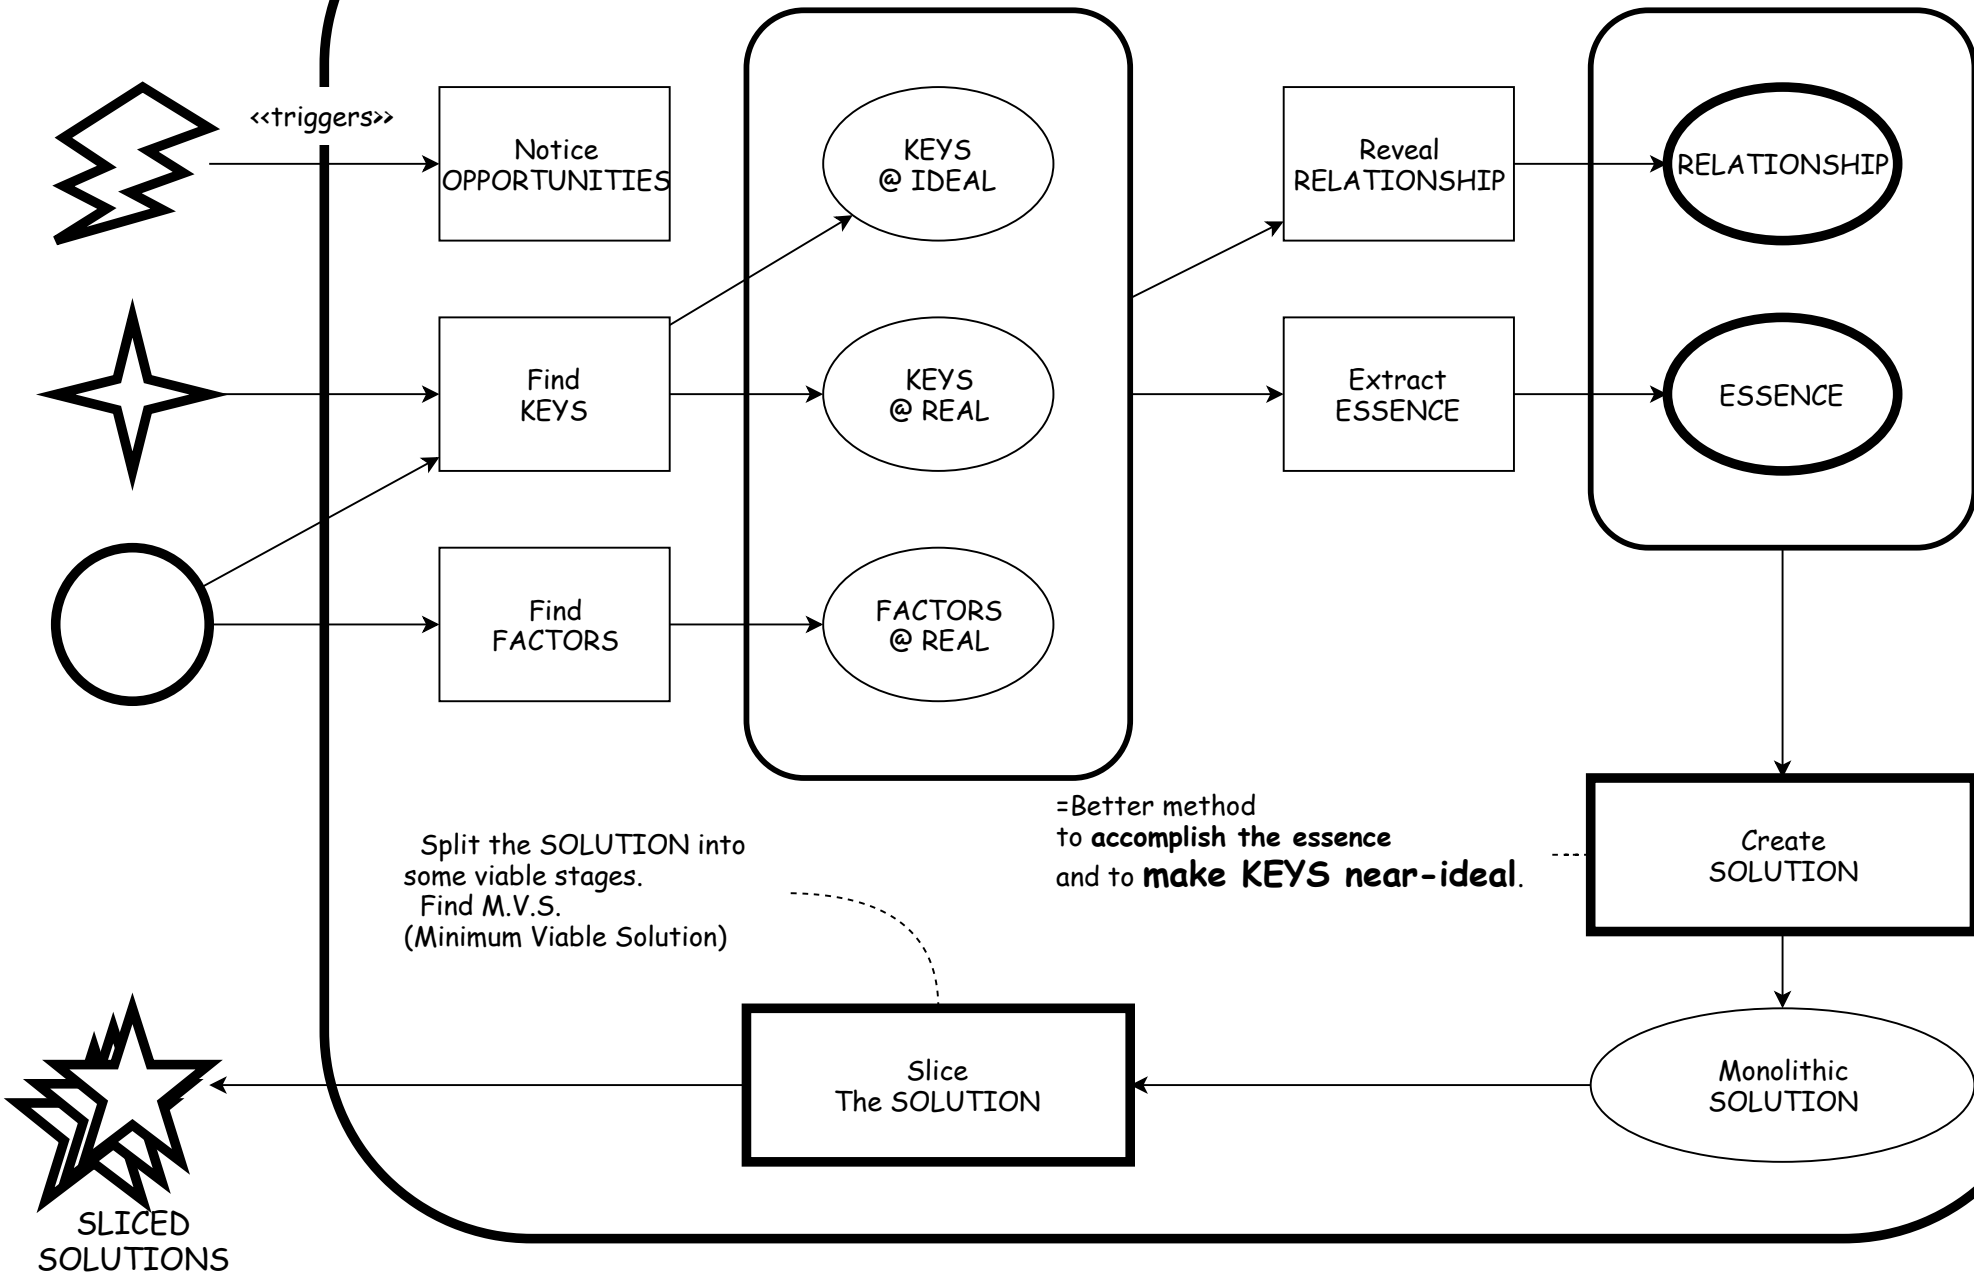 <<triggers>>
Notice
OPPORTUNITIES
KEYS
@ IDEAL
Reveal
RELATIONSHIP
RELATIONSHIP
Find
KEYS
KEYS
@ REAL
Extract
ESSENCE
ESSENCE
Find
FACTORS
FACTORS
@ REAL
=Better method
to accomplish the essence
and to make KEYS near-ideal.
Create
SOLUTION
Split the SOLUTION into
some viable stages.
Find M.V.S.
(Minimum Viable Solution)
Slice
The SOLUTION
Monolithic
SOLUTION
SLICED
SOLUTIONS